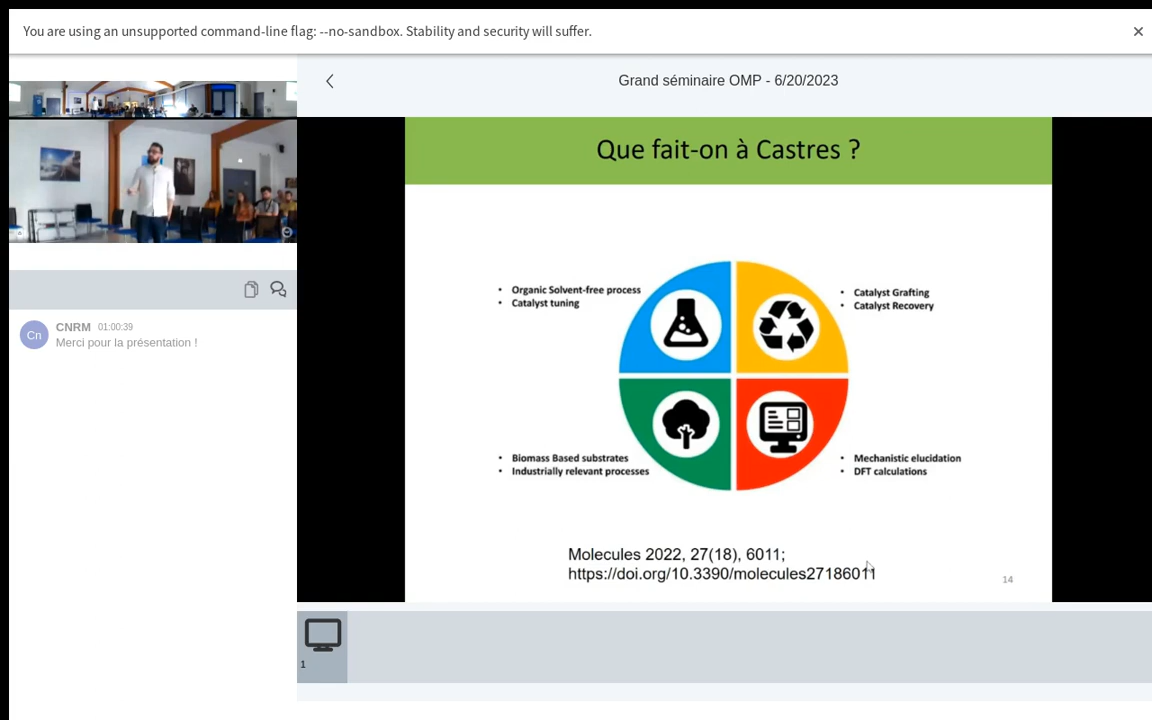 You are using an unsupported command-line flag: --no-sandbox. Stability and security will suffer.
Grand séminaire OMP - 6/20/2023
Cn
CNRM 01:00:39
Merci pour la présentation !
Que fait-on à Castres ?
• Organic Solvent-free process
• Catalyst tuning
• Catalyst Grafting
• Catalyst Recovery
• Biomass Based substrates
• Industrially relevant processes
• Mechanistic elucidation
• DFT calculations
Molecules 2022, 27(18), 6011;
https://doi.org/10.3390/molecules27186011
14
1